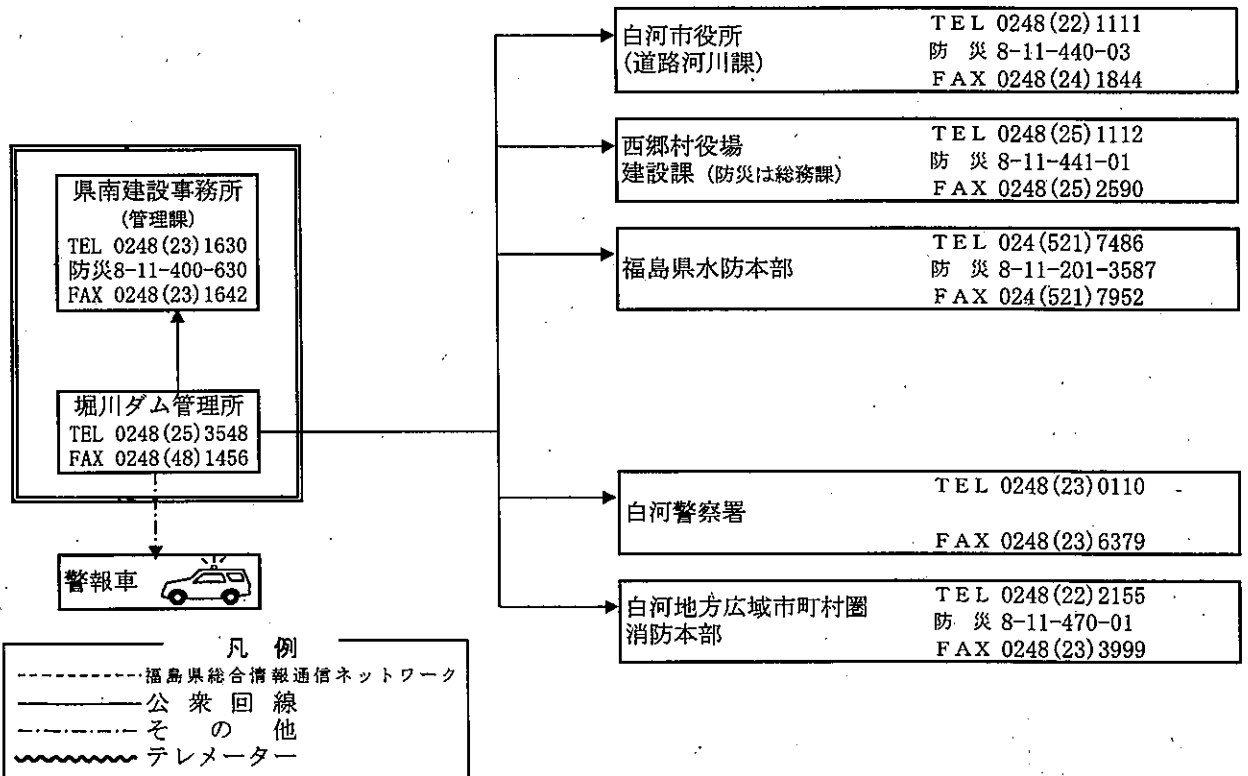 白河市役所
(道路河川課)
TEL 0248(22)1111
防 災 8-11-440-03
FAX 0248(24)1844
西郷村役場
建設課 (防災は総務課)
TEL 0248(25)1112
防 災 8-11-441-01
FAX 0248(25)2590
福島県水防本部
TEL 024(521)7486
防 災 8-11-201-3587
FAX 024(521)7952
県南建設事務所
(管理課)
TEL 0248(23)1630
防災8-11-400-630
FAX 0248(23)1642
堀川ダム管理所
TEL 0248(25)3548
FAX 0248(48)1456
警報車
白河警察署
TEL 0248(23)0110
FAX 0248(23)6379
白河地方広域市町村圏
消防本部
TEL 0248(22)2155
防 災 8-11-470-01
FAX 0248(23)3999
凡 例
福島県総合情報通信ネットワーク
公 衆 回 線
そ の 他
テレメーター